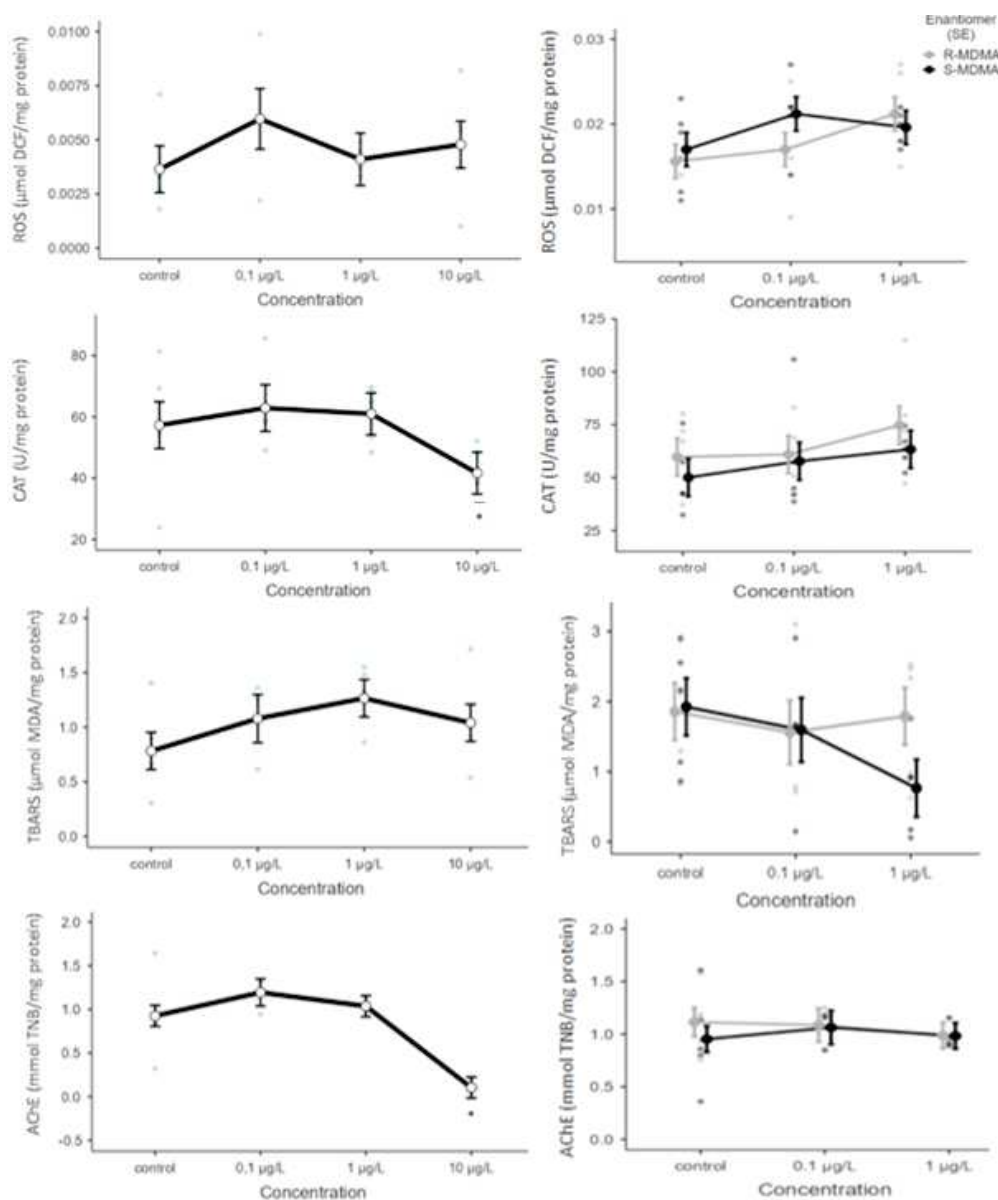 ROS (µmol DCF/mg protein)
0.0100
0.0075
0.0050
0.0025
0.0000
control
0,1 µg/L
1 µg/L
10 µg/L
Concentration
Enantiomer
(SE)
R-MDMA
S-MDMA
ROS (µmol DCF/mg protein)
0.03
0.02
0.01
control
0.1 µg/L
1 µg/L
Concentration
CAT (U/mg protein)
80
60
40
20
*
control
0,1 µg/L
1 µg/L
10 µg/L
Concentration
CAT (U/mg protein)
125
100
75
50
25
control
0.1 µg/L
1 µg/L
Concentration
TBARS (µmol MDA/mg protein)
2.0
1.5
1.0
0.5
0.0
control
0,1 µg/L
1 µg/L
10 µg/L
Concentration
TBARS (µmol MDA/mg protein)
3
2
1
0
control
0.1 µg/L
1 µg/L
Concentration
AChE (mmol TNB/mg protein)
2.0
1.5
1.0
0.5
0.0
-0.5
*
control
0,1 µg/L
1 µg/L
10 µg/L
Concentration
AChE (mmol TNB/mg protein)
2.0
1.5
1.0
0.5
0.0
control
0.1 µg/L
1 µg/L
Concentration